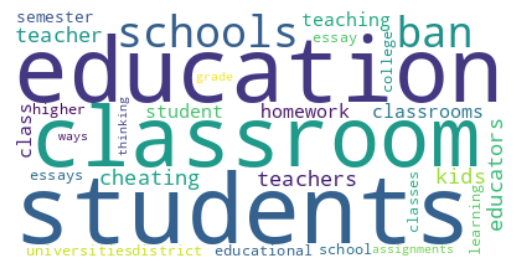 semester
teacher
schools
teaching
essay
college
ban
education
grade
class
higher
ways
thinking
student
homework
classrooms
classroom
essays
cheating
teachers
classes
kids
learning
educators
students
universities
district
educational
school
assignments